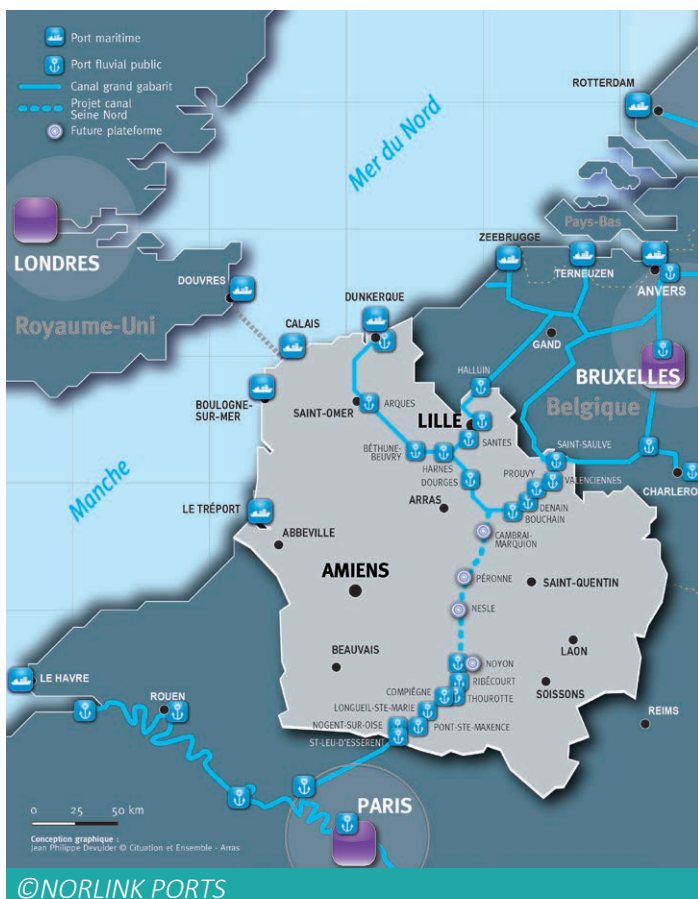 Port maritime
Port fluvial public
Canal grand gabarit
Projet canal
Seine Nord
Future plateforme
ROTTERDAM
Mer du Nord
LONDRES
Pays-Bas
ZEEBRUGGE
TERNEUZEN
ANVERS
DOUVRES
DUNKERQUE
Royaume-Uni
CALAIS
GAND
BRUXELLES
HALLUIN
Belgique
BOULOGNE
-SUR-MER
SAINT-OMER
ARQUES
LILLE
SANTES
BÉTHUNE-
BEUVRY
HARNES
SAINT-SAULVE
DOURGES
PROUVY
VALENCIENNES
CHARLEROI
Manche
ARRAS
DENAIN
BOUCHAIN
LE TRÉPORT
CAMBRAI-
MARQUION
ABBEVILLE
AMIENS
PÉRONNE
SAINT-QUENTIN
NESLE
BEAUVAIS
NOYON
LAON
LE HAVRE
RIBÉCOURT
COMPIÈGNE
THOUROTTE
SOISSONS
ROUEN
LONGUEIL-STE-MARIE
REIMS
NOGENT-SUR-OISE
PONT-STE-MAXENCE
ST-LEU-D'ESSERENT
PARIS
0 25 50 km
Conception graphique :
Jean Philippe Devulder © Cituation et Ensemble - Arras
©NORLINK PORTS